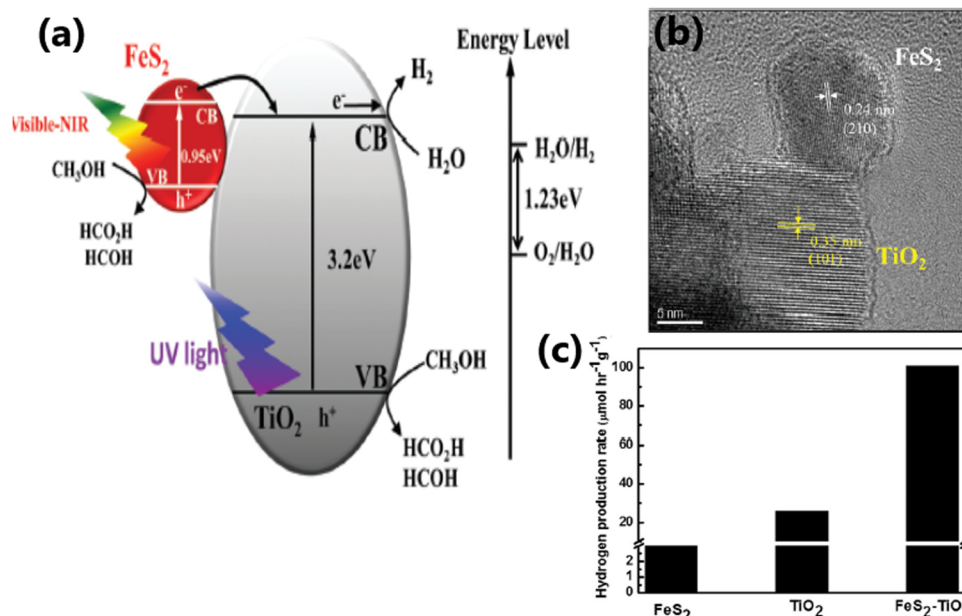 (a)
FeS₂
e⁻
CB
Visible-NIR
0.95eV
CH₃OH
VB
h⁺
HCO₂H
HCOH
H₂
e⁻
CB
H₂O
3.2eV
UV light
VB
CH₃OH
TiO₂ h⁺
HCO₂H
HCOH
Energy Level
H₂O/H₂
1.23eV
O₂/H₂O
(b)
FeS₂
0.24 nm
(210)
0.35 nm
(101)
TiO₂
5 nm
(c)
Hydrogen production rate (μmol hr⁻¹g⁻¹)
100
80
60
40
20
2
1
0
FeS₂
TiO₂
FeS₂-TiO